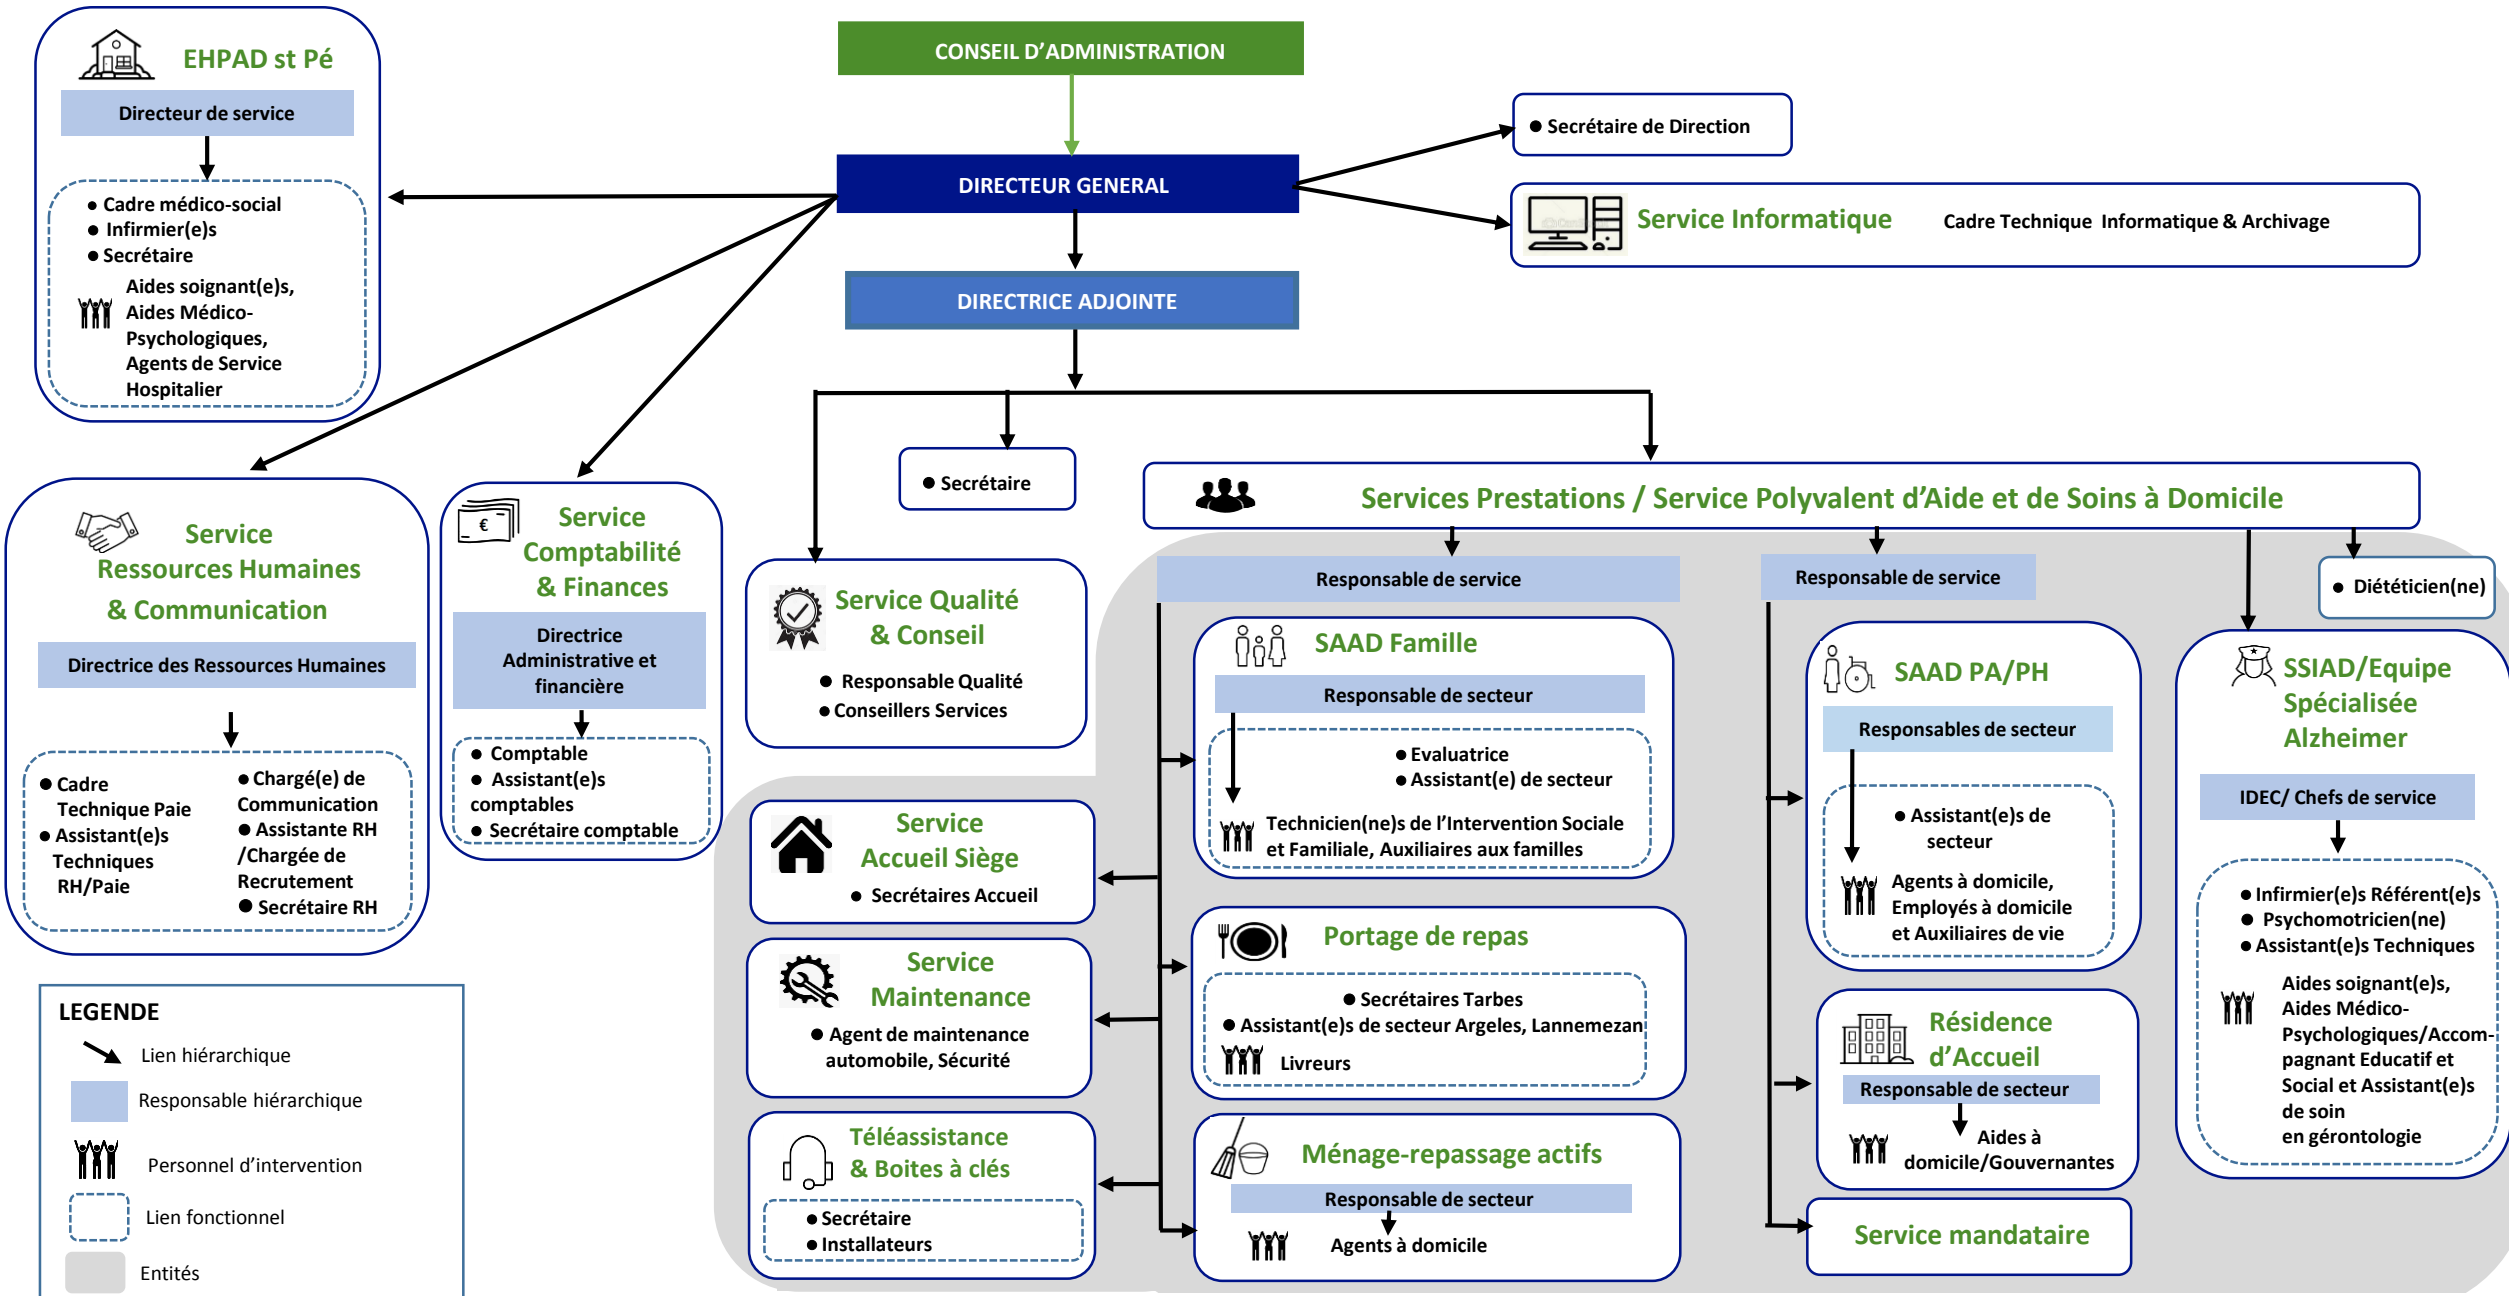 EHPAD st Pé
Directeur de service
● Cadre médico-social
● Infirmier(e)s
● Secrétaire
Aides soignant(e)s,
Aides Médico-
Psychologiques,
Agents de Service
Hospitalier
CONSEIL D’ADMINISTRATION
DIRECTEUR GENERAL
DIRECTRICE ADJOINTE
● Secrétaire de Direction
Service Informatique
Cadre Technique Informatique & Archivage
● Secrétaire
Services Prestations / Service Polyvalent d’Aide et de Soins à Domicile
Service
Ressources Humaines
& Communication
Directrice des Ressources Humaines
● Cadre
Technique Paie
● Assistant(e)s
Techniques
RH/Paie
● Chargé(e) de
Communication
● Assistante RH
/Chargée de
Recrutement
● Secrétaire RH
€
Service
Comptabilité
& Finances
Directrice
Administrative et
financière
● Comptable
● Assistant(e)s
comptables
● Secrétaire comptable
Service Qualité
& Conseil
● Responsable Qualité
● Conseillers Services
Service
Accueil Siège
● Secrétaires Accueil
Service
Maintenance
● Agent de maintenance
automobile, Sécurité
Téléassistance
& Boites à clés
● Secrétaire
● Installateurs
Responsable de service
SAAD Famille
Responsable de secteur
● Evaluatrice
● Assistant(e) de secteur
Technicien(ne)s de l’Intervention Sociale
et Familiale, Auxiliaires aux familles
Portage de repas
● Secrétaires Tarbes
● Assistant(e)s de secteur Argeles, Lannemezan
Livreurs
Ménage-repassage actifs
Responsable de secteur
Agents à domicile
Responsable de service
SAAD PA/PH
Responsables de secteur
● Assistant(e)s de
secteur
Agents à domicile,
Employés à domicile
et Auxiliaires de vie
Résidence
d’Accueil
Responsable de secteur
Aides à
domicile/Gouvernantes
Service mandataire
● Diététicien(ne)
SSIAD/Equipe
Spécialisée
Alzheimer
IDEC/ Chefs de service
● Infirmier(e)s Référent(e)s
● Psychomotricien(ne)
● Assistant(e)s Techniques
Aides soignant(e)s,
Aides Médico-
Psychologiques/Accom-
pagnant Educatif et
Social et Assistant(e)s
de soin
en gérontologie
LEGENDE
Lien hiérarchique
Responsable hiérarchique
Personnel d’intervention
Lien fonctionnel
Entités